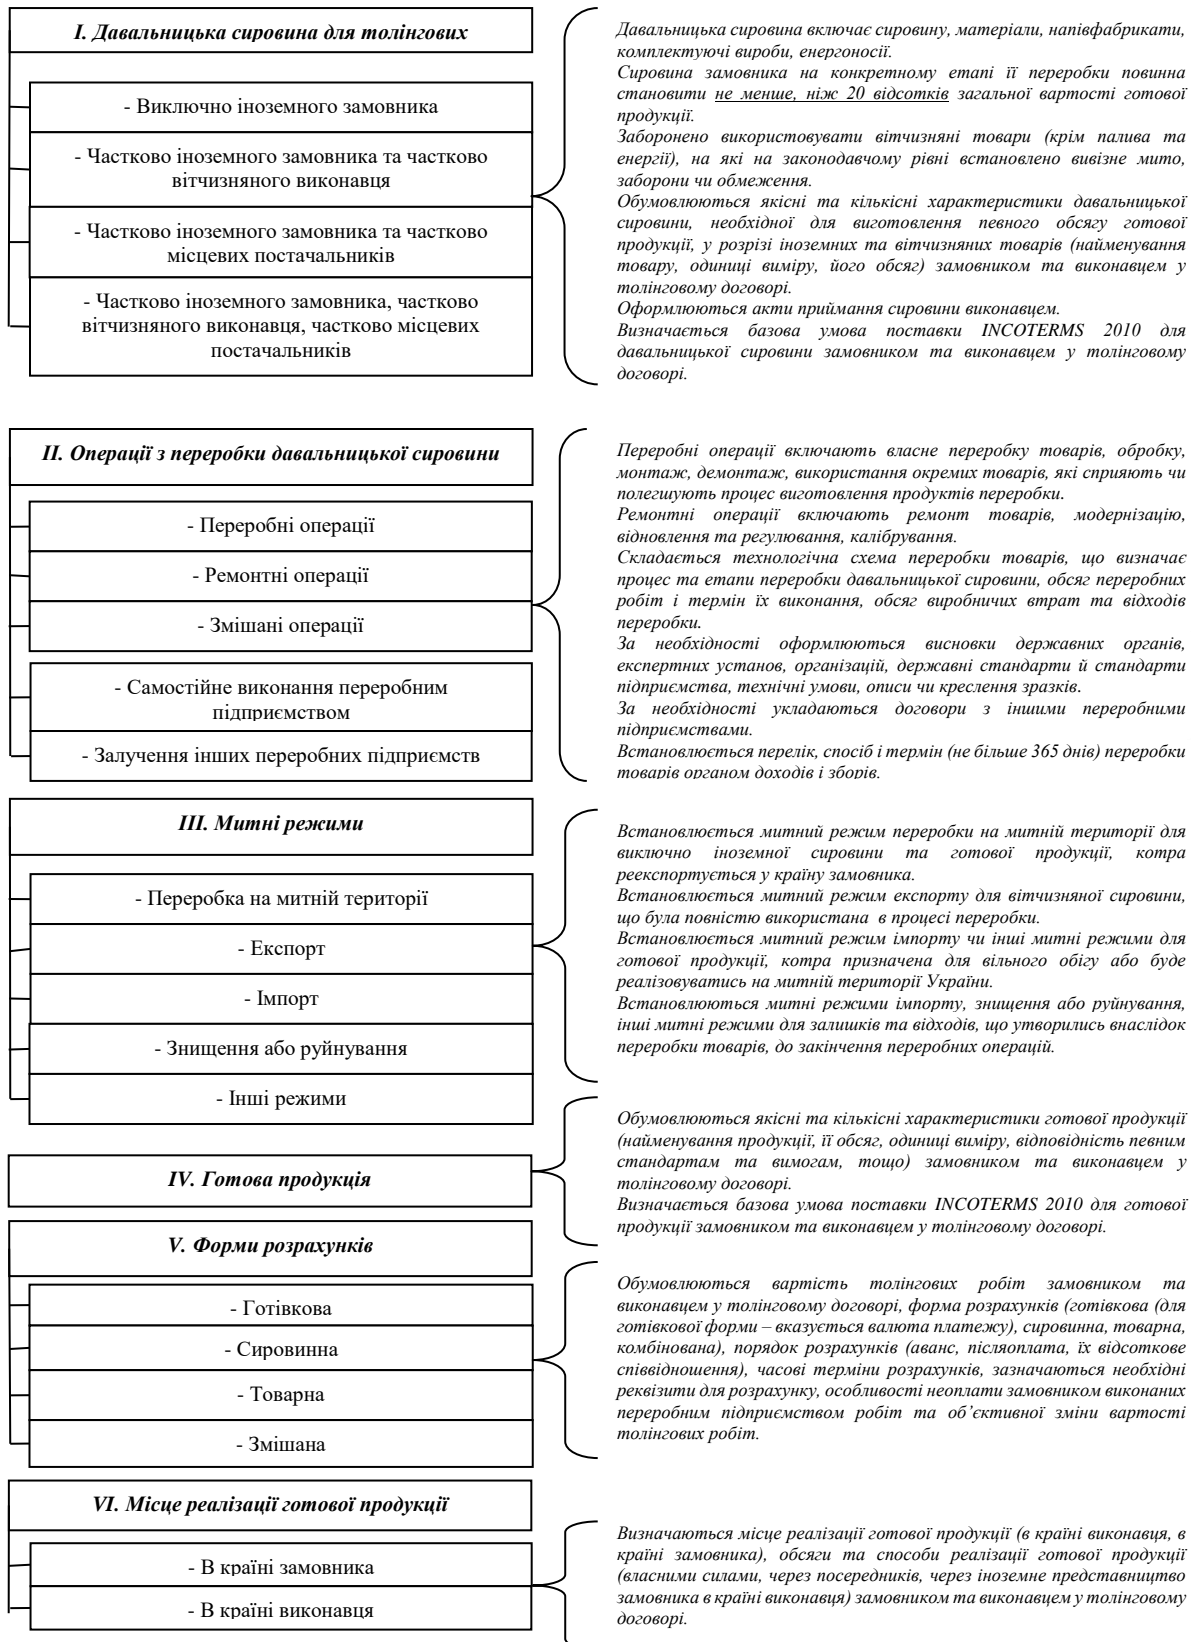 I. Давальницька сировина для толінгових
- Виключно іноземного замовника
- Частково іноземного замовника та частково
вітчизняного виконавця
- Частково іноземного замовника та частково
місцевих постачальників
- Частково іноземного замовника, частково
вітчизняного виконавця, частково місцевих
постачальників
Давальницька сировина включає сировину, матеріали, напівфабрикати,
комплектуючі вироби, енергоносії.
Сировина замовника на конкретному етапі її переробки повинна
становити не менше, ніж 20 відсотків загальної вартості готової
продукції.
Заборонено використовувати вітчизняні товари (крім палива та
енергії), на які на законодавчому рівні встановлено вивізне мито,
заборони чи обмеження.
Обумовлюються якісні та кількісні характеристики давальницької
сировини, необхідної для виготовлення певного обсягу готової
продукції, у розрізі іноземних та вітчизняних товарів (найменування
товару, одиниці виміру, його обсяг) замовником та виконавцем у
толінговому договорі.
Оформлюються акти приймання сировини виконавцем.
Визначається базова умова поставки INCOTERMS 2010 для
давальницької сировини замовником та виконавцем у толінговому
договорі.
II. Операції з переробки давальницької сировини
- Переробні операції
- Ремонтні операції
- Змішані операції
- Самостійне виконання переробним
підприємством
- Залучення інших переробних підприємств
Переробні операції включають власне переробку товарів, обробку,
монтаж, демонтаж, використання окремих товарів, які сприяють чи
полегшують процес виготовлення продуктів переробки.
Ремонтні операції включають ремонт товарів, модернізацію,
відновлення та регулювання, калібрування.
Складається технологічна схема переробки товарів, що визначає
процес та етапи переробки давальницької сировини, обсяг переробних
робіт і термін їх виконання, обсяг виробничих втрат та відходів
переробки.
За необхідності оформлюються висновки державних органів,
експертних установ, організацій, державні стандарти й стандарти
підприємства, технічні умови, описи чи креслення зразків.
За необхідності укладаються договори з іншими переробними
підприємствами.
Встановлюється перелік, спосіб і термін (не більше 365 днів) переробки
товарів органом доходів і зборів.
III. Митні режими
- Переробка на митній території
- Експорт
- Імпорт
- Знищення або руйнування
- Інші режими
Встановлюється митний режим переробки на митній території для
виключно іноземної сировини та готової продукції, котра
реекспортується у країну замовника.
Встановлюється митний режим експорту для вітчизняної сировини,
що була повністю використана в процесі переробки.
Встановлюється митний режим імпорту чи інші митні режими для
готової продукції, котра призначена для вільного обігу або буде
реалізовуватись на митній території України.
Встановлюються митні режими імпорту, знищення або руйнування,
інші митні режими для залишків та відходів, що утворились внаслідок
переробки товарів, до закінчення переробних операцій.
IV. Готова продукція
Обумовлюються якісні та кількісні характеристики готової продукції
(найменування продукції, її обсяг, одиниці виміру, відповідність певним
стандартам та вимогам, тощо) замовником та виконавцем у
толінговому договорі.
Визначається базова умова поставки INCOTERMS 2010 для готової
продукції замовником та виконавцем у толінговому договорі.
V. Форми розрахунків
- Готівкова
- Сировинна
- Товарна
- Змішана
Обумовлюються вартість толінгових робіт замовником та
виконавцем у толінговому договорі, форма розрахунків (готівкова (для
готівкової форми – вказується валюта платежу), сировинна, товарна,
комбінована), порядок розрахунків (аванс, післяоплата, їх відсоткове
співвідношення), часові терміни розрахунків, зазначаються необхідні
реквізити для розрахунку, особливості неоплати замовником виконаних
переробним підприємством робіт та об’єктивної зміни вартості
толінгових робіт.
VI. Місце реалізації готової продукції
- В країні замовника
- В країні виконавця
Визначаються місце реалізації готової продукції (в країні виконавця, в
країні замовника), обсяги та способи реалізації готової продукції
(власними силами, через посередників, через іноземне представництво
замовника в країні виконавця) замовником та виконавцем у толінговому
договорі.